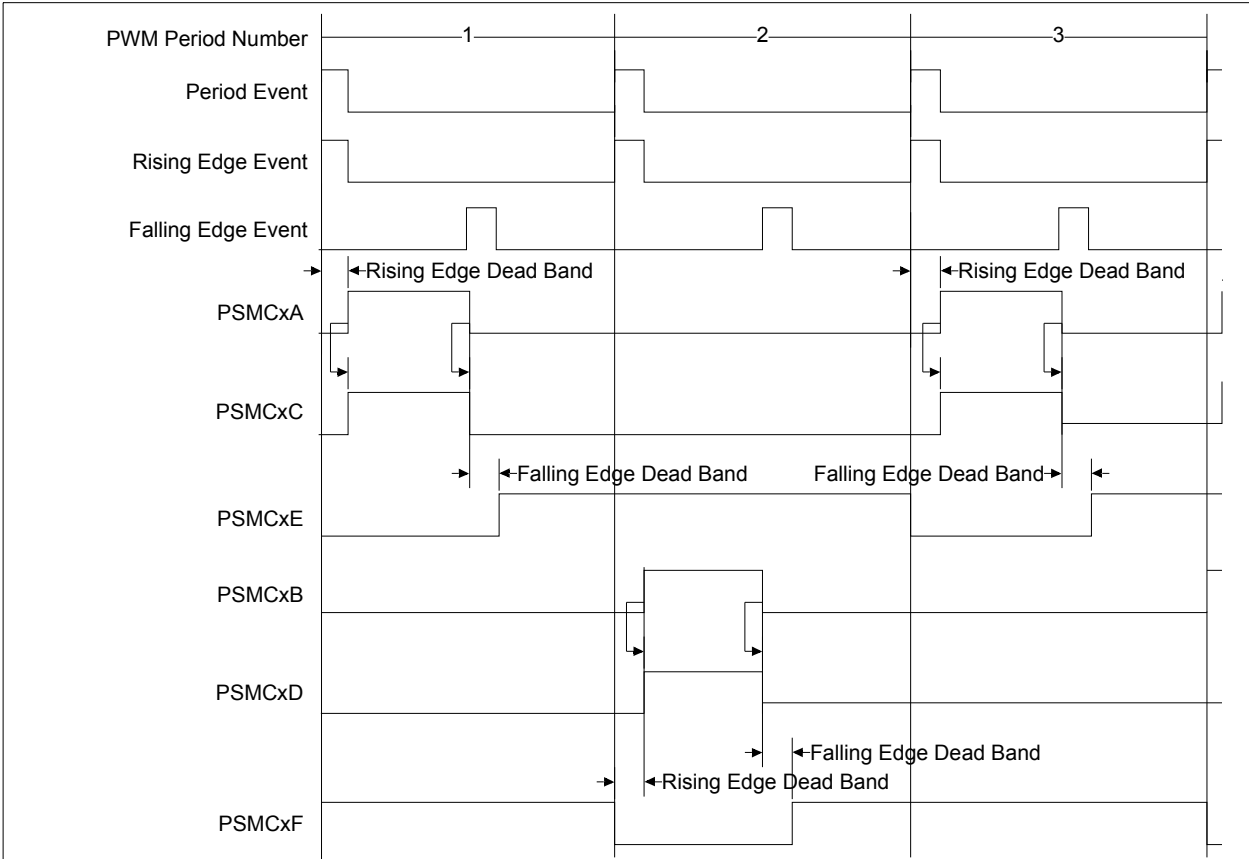 PWM Period Number
1
2
3
Period Event
Rising Edge Event
Falling Edge Event
Rising Edge Dead Band
Rising Edge Dead Band
PSMCxA
PSMCxC
Falling Edge Dead Band
Falling Edge Dead Band
PSMCxE
PSMCxB
PSMCxD
Falling Edge Dead Band
Rising Edge Dead Band
PSMCxF